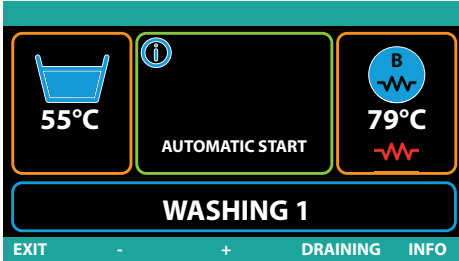 B
55°C
79°C
AUTOMATIC START
WASHING 1
EXIT - + DRAINING INFO